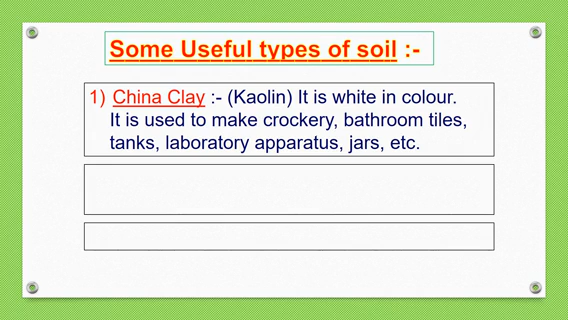 Some Useful types of soil :-
1) China Clay :- (Kaolin) It is white in colour.
It is used to make crockery, bathroom tiles,
tanks, laboratory apparatus, jars, etc.